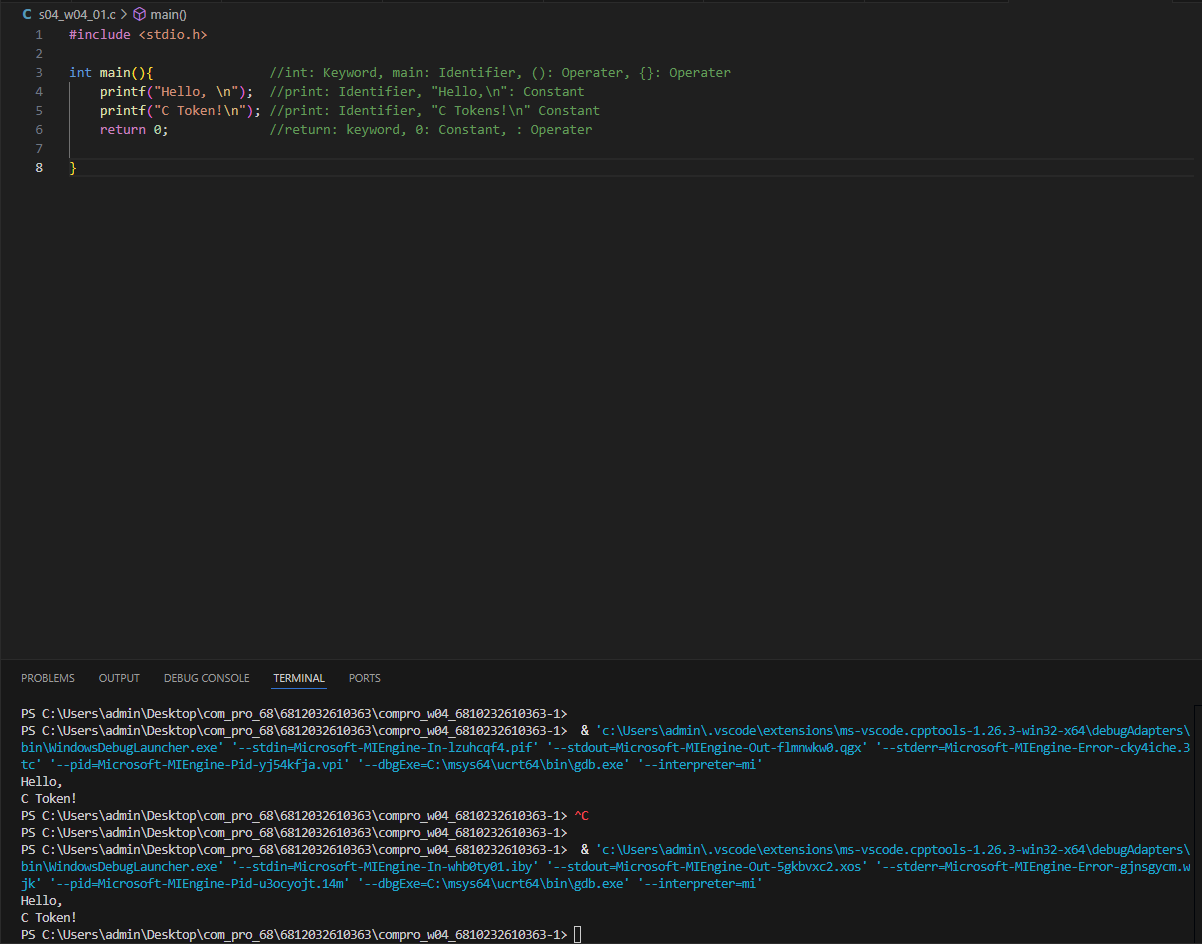 C s04_w04_01.c > main()
1 #include <stdio.h>
2
3 int main(){ //int: Keyword, main: Identifier, (): Operater, {}: Operater
4 printf("Hello, \n"); //print: Identifier, "Hello,\n": Constant
5 printf("C Token!\n"); //print: Identifier, "C Tokens!\n" Constant
6 return 0; //return: keyword, 0: Constant, : Operater
7
8 }
PROBLEMS OUTPUT DEBUG CONSOLE TERMINAL PORTS
PS C:\Users\admin\Desktop\com_pro_68\6812032610363\compro_w04_6810232610363-1>
PS C:\Users\admin\Desktop\com_pro_68\6812032610363\compro_w04_6810232610363-1> & 'c:\Users\admin\.vscode\extensions\ms-vscode.cpptools-1.26.3-win32-x64\debugAdapters\
bin\WindowsDebugLauncher.exe' '--stdin=Microsoft-MIEngine-In-lzuhcqf4.pif' '--stdout=Microsoft-MIEngine-Out-flmnwkw0.qgx' '--stderr=Microsoft-MIEngine-Error-cky4iche.3
tc' '--pid=Microsoft-MIEngine-Pid-yj54kfja.vpi' '--dbgExe=C:\msys64\ucrt64\bin\gdb.exe' '--interpreter=mi'
Hello,
C Token!
PS C:\Users\admin\Desktop\com_pro_68\6812032610363\compro_w04_6810232610363-1> ^C
PS C:\Users\admin\Desktop\com_pro_68\6812032610363\compro_w04_6810232610363-1>
PS C:\Users\admin\Desktop\com_pro_68\6812032610363\compro_w04_6810232610363-1> & 'c:\Users\admin\.vscode\extensions\ms-vscode.cpptools-1.26.3-win32-x64\debugAdapters\
bin\WindowsDebugLauncher.exe' '--stdin=Microsoft-MIEngine-In-whb0ty01.iby' '--stdout=Microsoft-MIEngine-Out-5gkbvxc2.xos' '--stderr=Microsoft-MIEngine-Error-gjnsgycm.w
jk' '--pid=Microsoft-MIEngine-Pid-u3ocyojt.14m' '--dbgExe=C:\msys64\ucrt64\bin\gdb.exe' '--interpreter=mi'
Hello,
C Token!
PS C:\Users\admin\Desktop\com_pro_68\6812032610363\compro_w04_6810232610363-1>